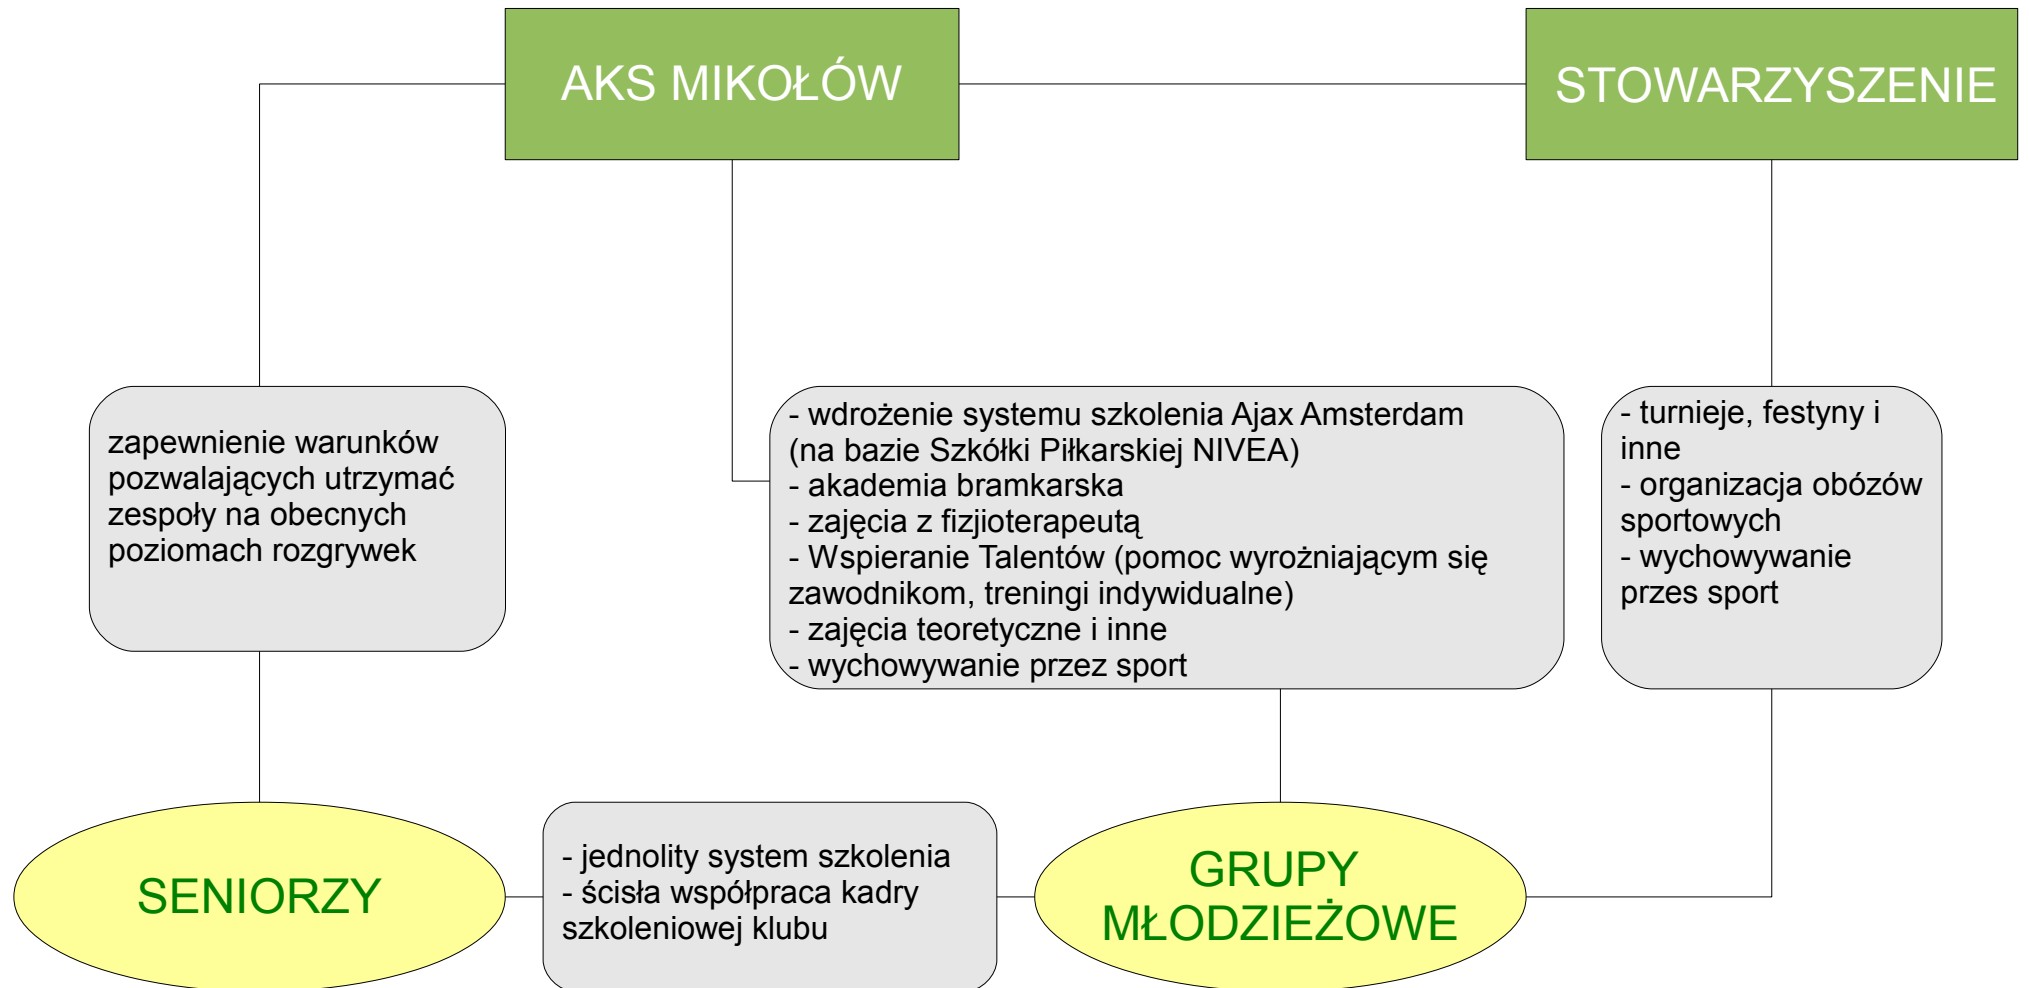 AKS MIKOŁÓW
STOWARZYSZENIE
zapewnienie warunków
pozwalających utrzymać
zespoły na obecnych
poziomach rozgrywek
- wdrożenie systemu szkolenia Ajax Amsterdam
(na bazie Szkółki Piłkarskiej NIVEA)
- akademia bramkarska
- zajęcia z fizjioterapeutą
- Wspieranie Talentów (pomoc wyrożniającym się
zawodnikom, treningi indywidualne)
- zajęcia teoretyczne i inne
- wychowywanie przez sport
- turnieje, festyny i
inne
- organizacja obózów
sportowych
- wychowywanie
przes sport
SENIORZY
- jednolity system szkolenia
- ścisła współpraca kadry
szkoleniowej klubu
GRUPY
MŁODZIEŻOWE